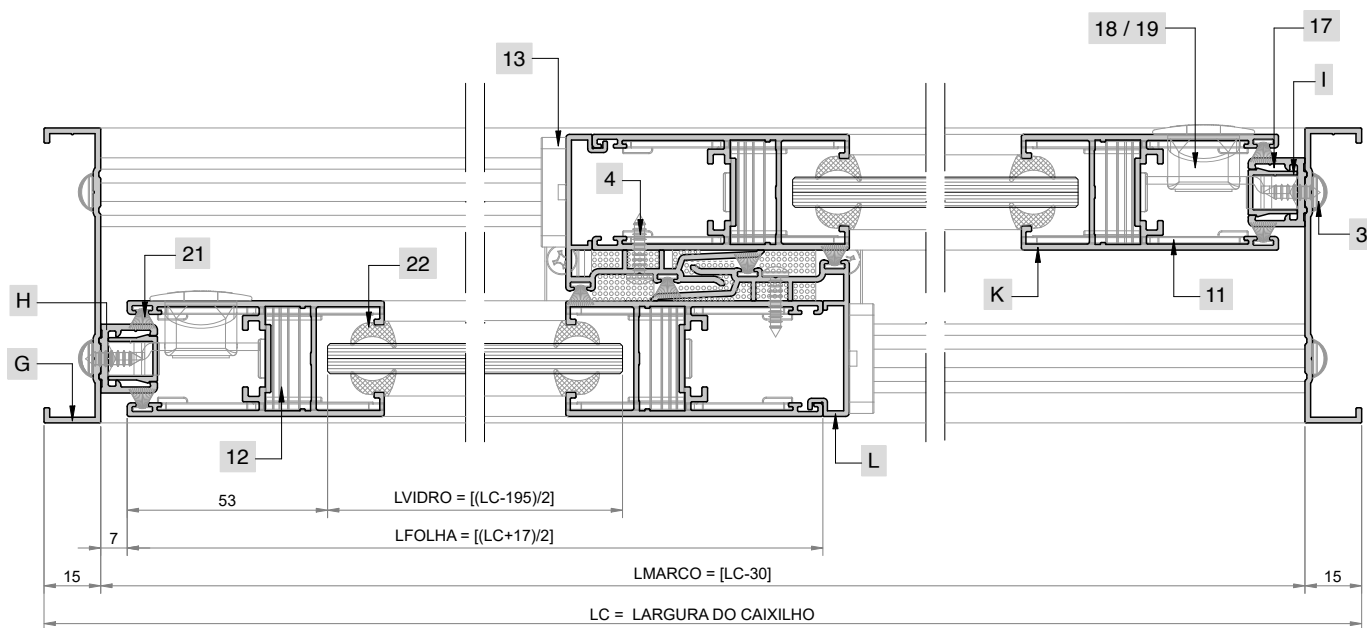 18 / 19
17
13
I
4
3
21
22
H
K
11
G
12
L
53
LVIDRO = [(LC-195)/2]
7
LFOLHA = [(LC+17)/2]
15
LMARCO = [LC-30]
15
LC = LARGURA DO CAIXILHO